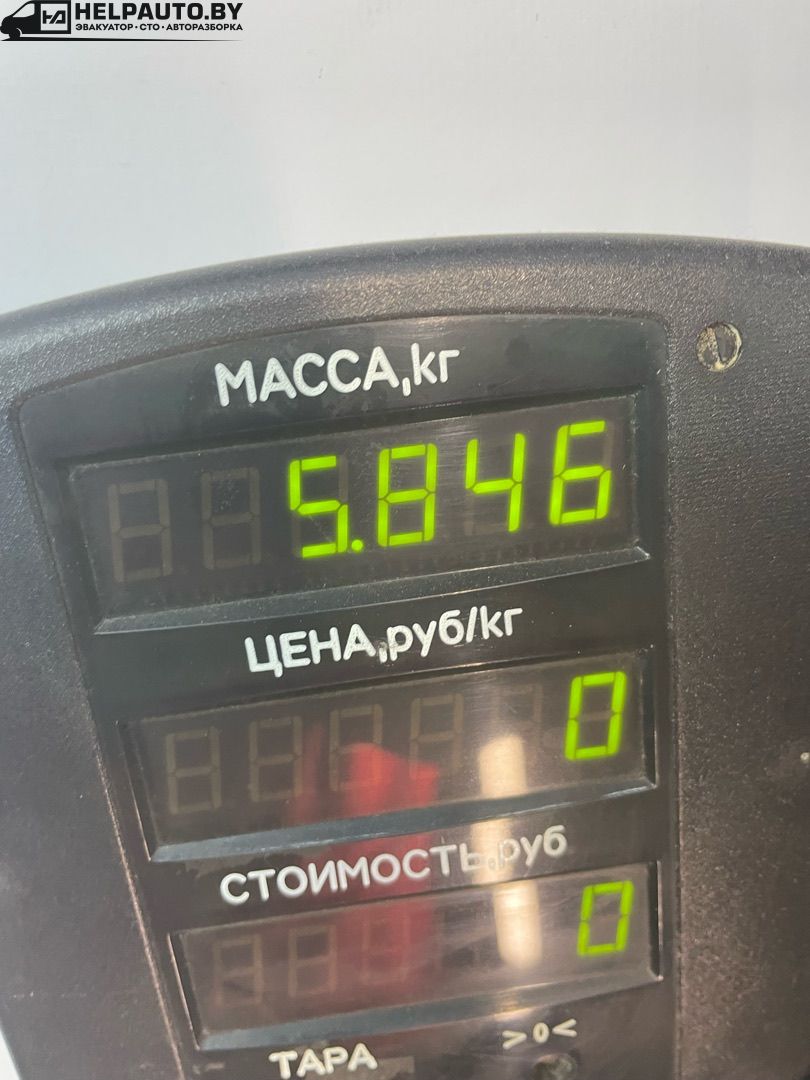 HELPAUTO.BY
ЭВАКУАТОР•СТО•АВТОРАЗБОРКА
МАССА,кг
5.846
ЦЕНА,руб/кг
0
СТОИМОСТЬ,руб
0
>0<
ТАРА